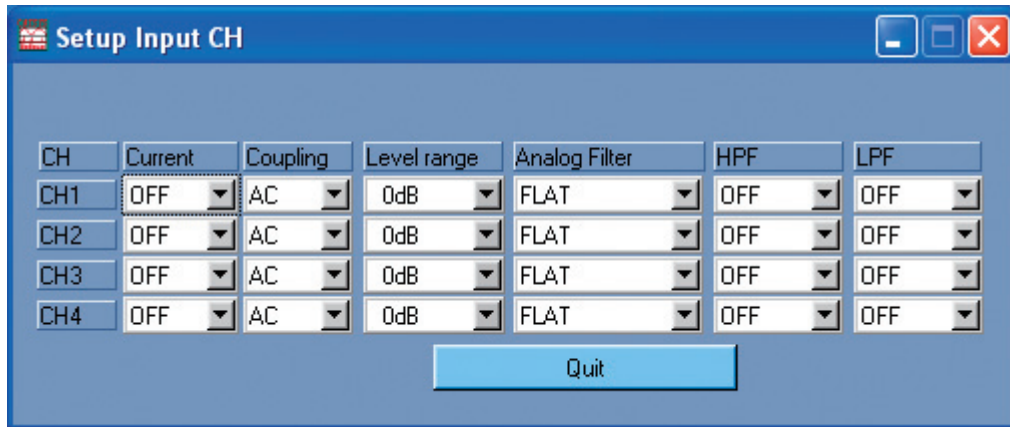 Setup Input CH
CH Current Coupling Level range Analog Filter HPF LPF
CH1 OFF AC 0dB FLAT OFF OFF
CH2 OFF AC 0dB FLAT OFF OFF
CH3 OFF AC 0dB FLAT OFF OFF
CH4 OFF AC 0dB FLAT OFF OFF
Quit